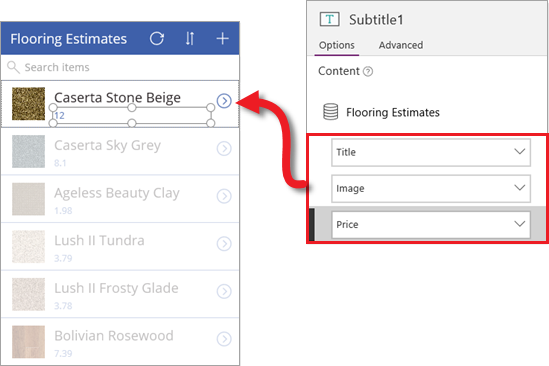 Flooring Estimates
Search items
Caserta Stone Beige
12
Caserta Sky Grey
8.1
Ageless Beauty Clay
1.98
Lush II Tundra
3.79
Lush II Frosty Glade
3.78
Bolivian Rosewood
7.39
Subtitle1
Options Advanced
Content
Flooring Estimates
Title
Image
Price